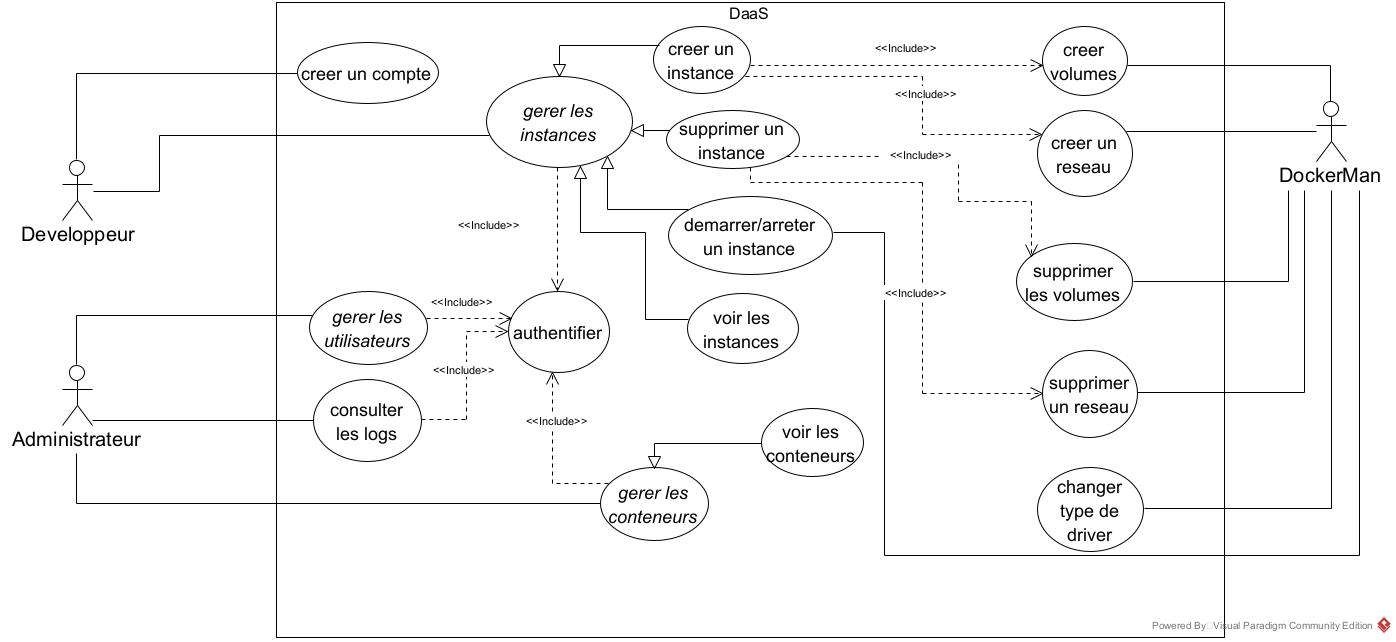 DaaS
creer un compte
gerer les
instances
creer un
instance
<<Include>>
creer
volumes
<<Include>>
supprimer un
instance
<<Include>>
creer un
reseau
DockerMan
Developpeur
<<Include>>
demarrer/arreter
un instance
supprimer
les volumes
<<Include>>
gerer les
utilisateurs
<<Include>>
authentifier
voir les
instances
<<Include>>
Administrateur
consulter
les logs
<<Include>>
supprimer
un reseau
voir les
conteneurs
gerer les
conteneurs
changer
type de
driver
Powered By Visual Paradigm Community Edition